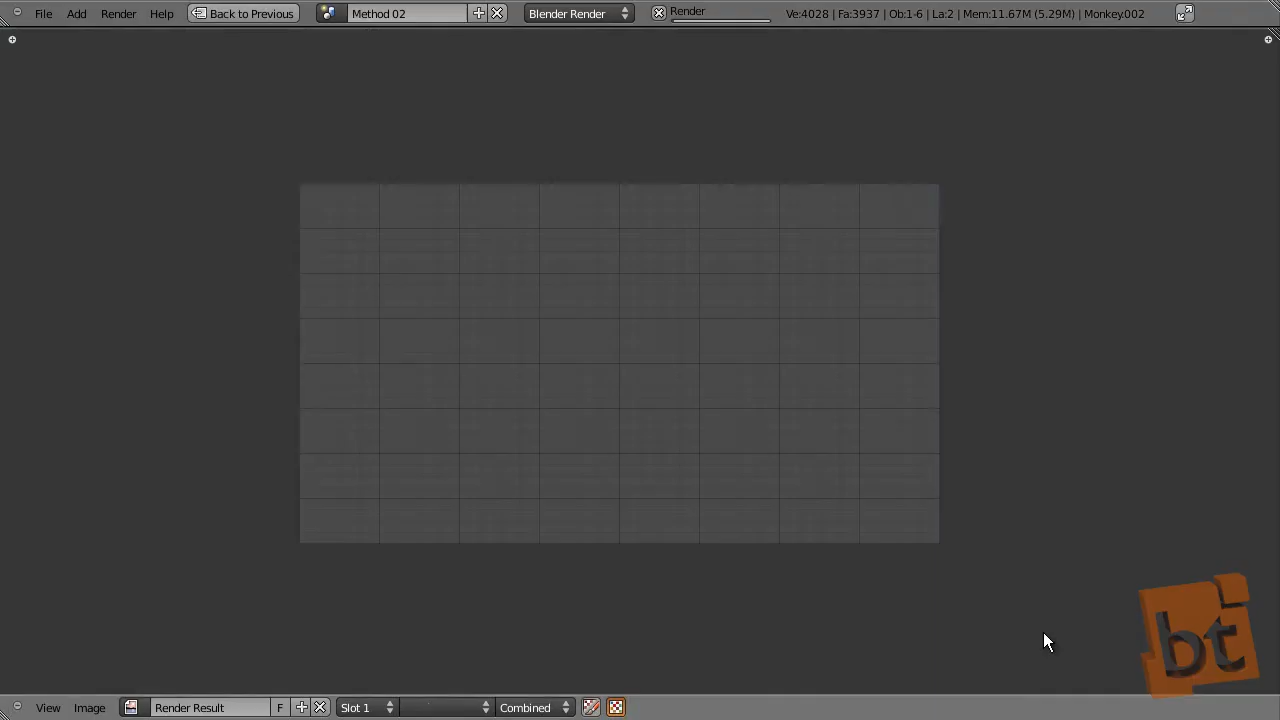 File Add Render Help Back to Previous Method 02 Blender Render Render Ve:4028 | Fa:3937 | Ob:1-6 | La:2 | Mem:11.67M (5.29M) | Monkey.002
bt
View Image Render Result F Slot 1 Combined